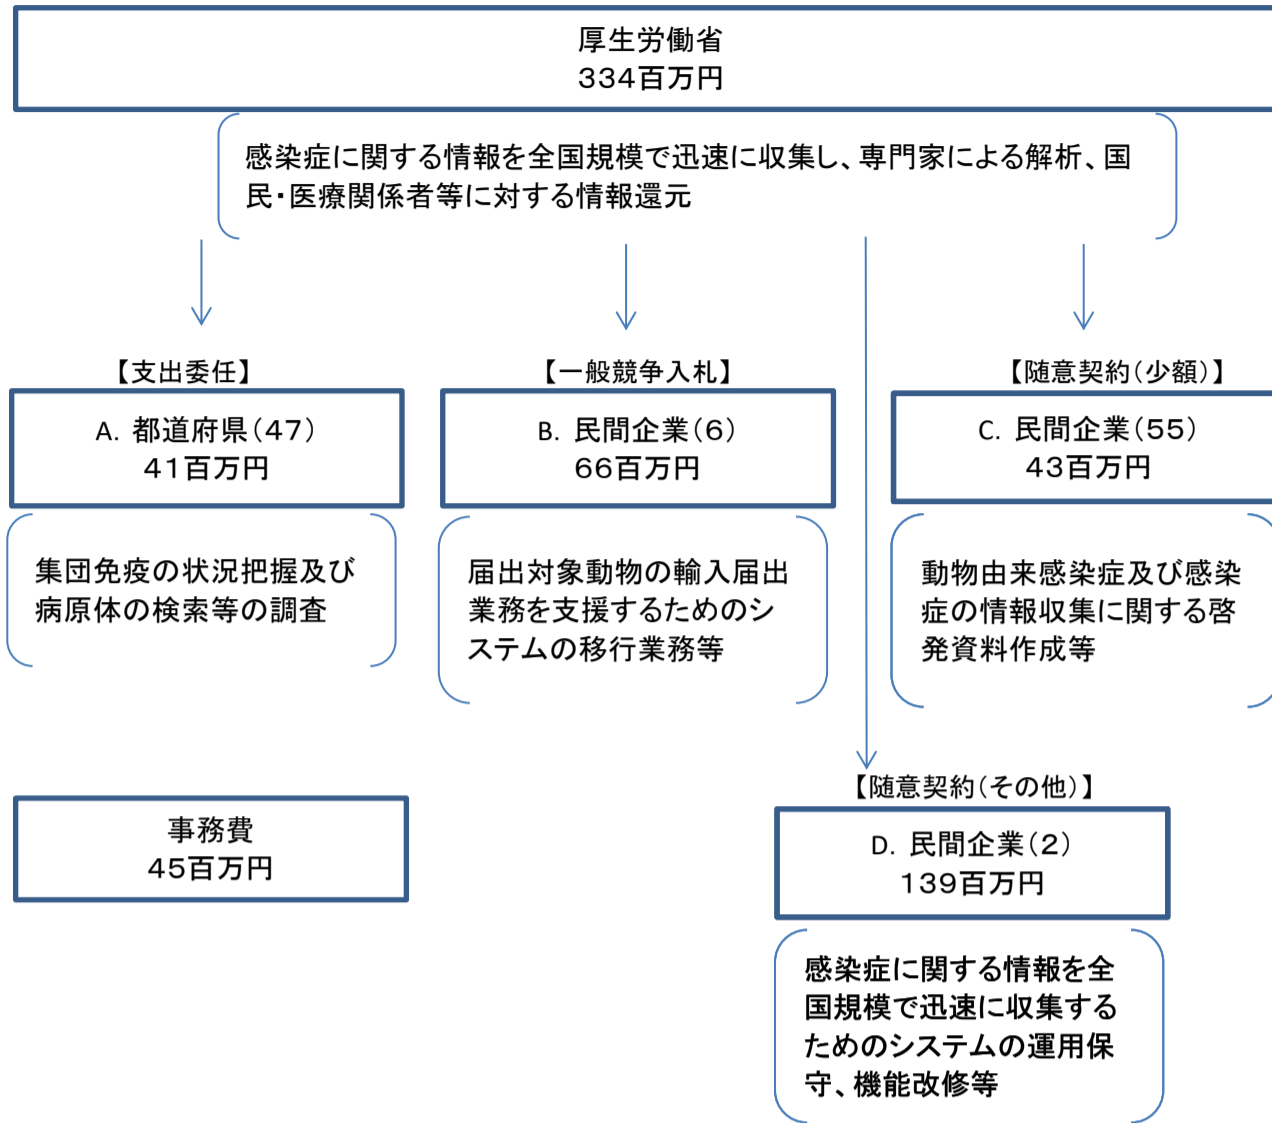 厚生労働省
334百万円
感染症に関する情報を全国規模で迅速に収集し、専門家による解析、国
民・医療関係者等に対する情報還元
【支出委任】
A. 都道府県（47）
41百万円
集団免疫の状況把握及び
病原体の検索等の調査
【一般競争入札】
B. 民間企業（6）
66百万円
届出対象動物の輸入届出
業務を支援するためのシ
ステムの移行業務等
【随意契約（少額）】
C. 民間企業（55）
43百万円
動物由来感染症及び感染
症の情報収集に関する啓
発資料作成等
事務費
45百万円
【随意契約（その他）】
D. 民間企業（2）
139百万円
感染症に関する情報を全
国規模で迅速に収集する
ためのシステムの運用保
守、機能改修等